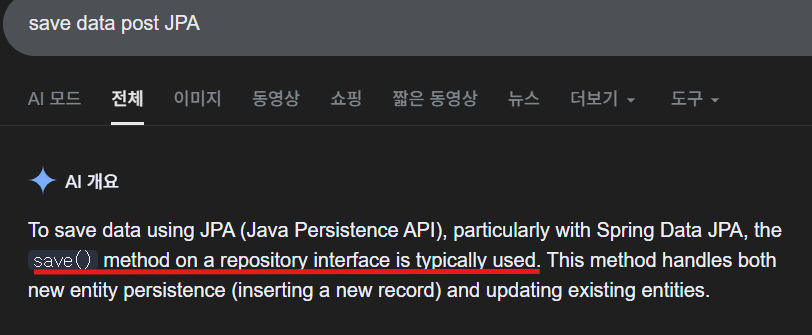 save data post JPA
AI 모드 전체 이미지 동영상 쇼핑 짧은 동영상 뉴스 더보기 도구
AI 개요
To save data using JPA (Java Persistence API), particularly with Spring Data JPA, the
save() method on a repository interface is typically used. This method handles both
new entity persistence (inserting a new record) and updating existing entities.